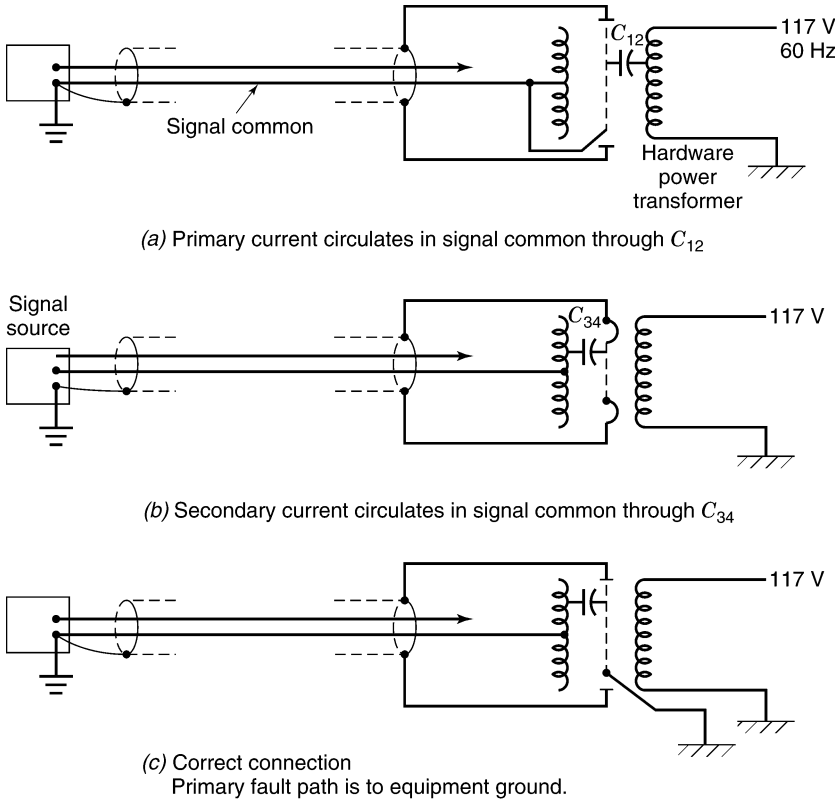 C12
117 V
60 Hz
Signal common
Hardware
power
transformer
(a) Primary current circulates in signal common through C12
Signal
source
C34
117 V
(b) Secondary current circulates in signal common through C34
117 V
(c) Correct connection
Primary fault path is to equipment ground.